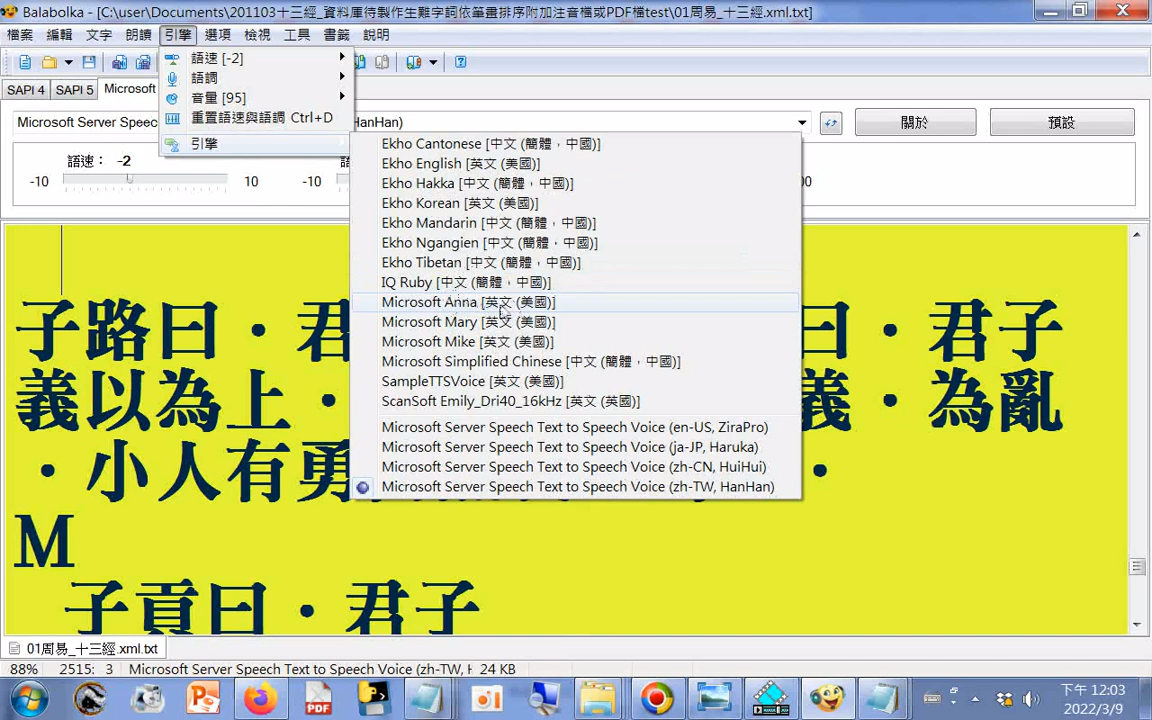 Balabolka - [C:\user\Documents\201103十三經_資料庫待製作生難字詞依筆畫排序附加注音檔或PDF檔test\01周易_十三經.xml.txt]
檔案 編輯 文字 朗讀 引擎 選項 檢視 工具 書籤 說明
語速 [-2]
語調
音量 [95]
重置語速與語調 Ctrl+D
引擎
SAPI 4 SAPI 5 Microsoft
Microsoft Server Speec
HanHan)
關於 預設
語速： -2
-10 10 -10 00
Ekho Cantonese [中文 (簡體，中國)]
Ekho English [英文 (美國)]
Ekho Hakka [中文 (簡體，中國)]
Ekho Korean [英文 (美國)]
Ekho Mandarin [中文 (簡體，中國)]
Ekho Ngangien [中文 (簡體，中國)]
Ekho Tibetan [中文 (簡體，中國)]
IQ Ruby [中文 (簡體，中國)]
Microsoft Anna [英文 (美國)]
Microsoft Mary [英文 (美國)]
Microsoft Mike [英文 (美國)]
Microsoft Simplified Chinese [中文 (簡體，中國)]
SampleTTSVoice [英文 (美國)]
ScanSoft Emily_Dri40_16kHz [英文 (英國)]
Microsoft Server Speech Text to Speech Voice (en-US, ZiraPro)
Microsoft Server Speech Text to Speech Voice (ja-JP, Haruka)
Microsoft Server Speech Text to Speech Voice (zh-CN, HuiHui)
Microsoft Server Speech Text to Speech Voice (zh-TW, HanHan)
子路曰．君 君子
義以為上． ．為亂
．小人有勇 ．
M
子貢曰．君子
01周易_十三經.xml.txt
88% 2515: 3 Microsoft Server Speech Text to Speech Voice (zh-TW, H 24 KB
下午 12:03
2022/3/9